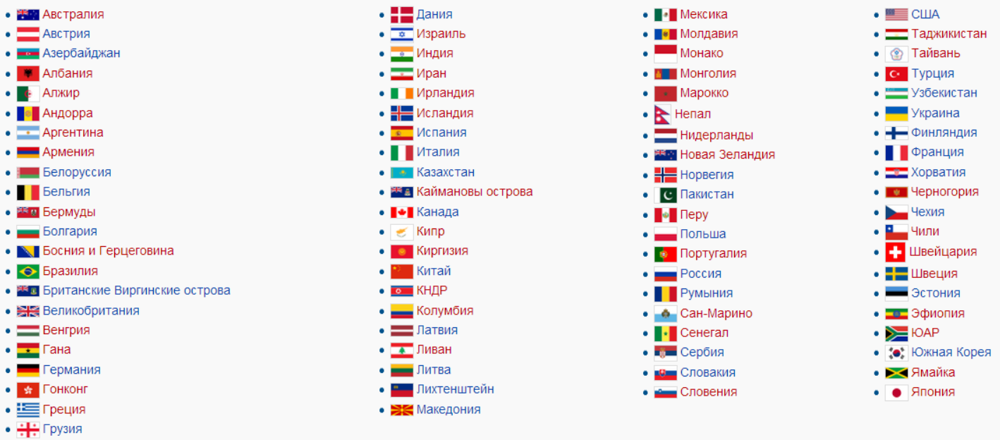 Австралия
Австрия
Азербайджан
Албания
Алжир
Андорра
Аргентина
Армения
Белоруссия
Бельгия
Бермуды
Болгария
Босния и Герцеговина
Бразилия
Британские Виргинские острова
Великобритания
Венгрия
Гана
Германия
Гонконг
Греция
Грузия
Дания
Израиль
Индия
Иран
Ирландия
Исландия
Испания
Италия
Казахстан
Каймановы острова
Канада
Кипр
Киргизия
Китай
КНДР
Колумбия
Латвия
Ливан
Литва
Лихтенштейн
Македония
Мексика
Молдавия
Монако
Монголия
Марокко
Непал
Нидерланды
Новая Зеландия
Норвегия
Пакистан
Перу
Польша
Португалия
Россия
Румыния
Сан-Марино
Сенегал
Сербия
Словакия
Словения
США
Таджикистан
Тайвань
Турция
Узбекистан
Украина
Финляндия
Франция
Хорватия
Черногория
Чехия
Чили
Швейцария
Швеция
Эстония
Эфиопия
ЮАР
Южная Корея
Ямайка
Япония